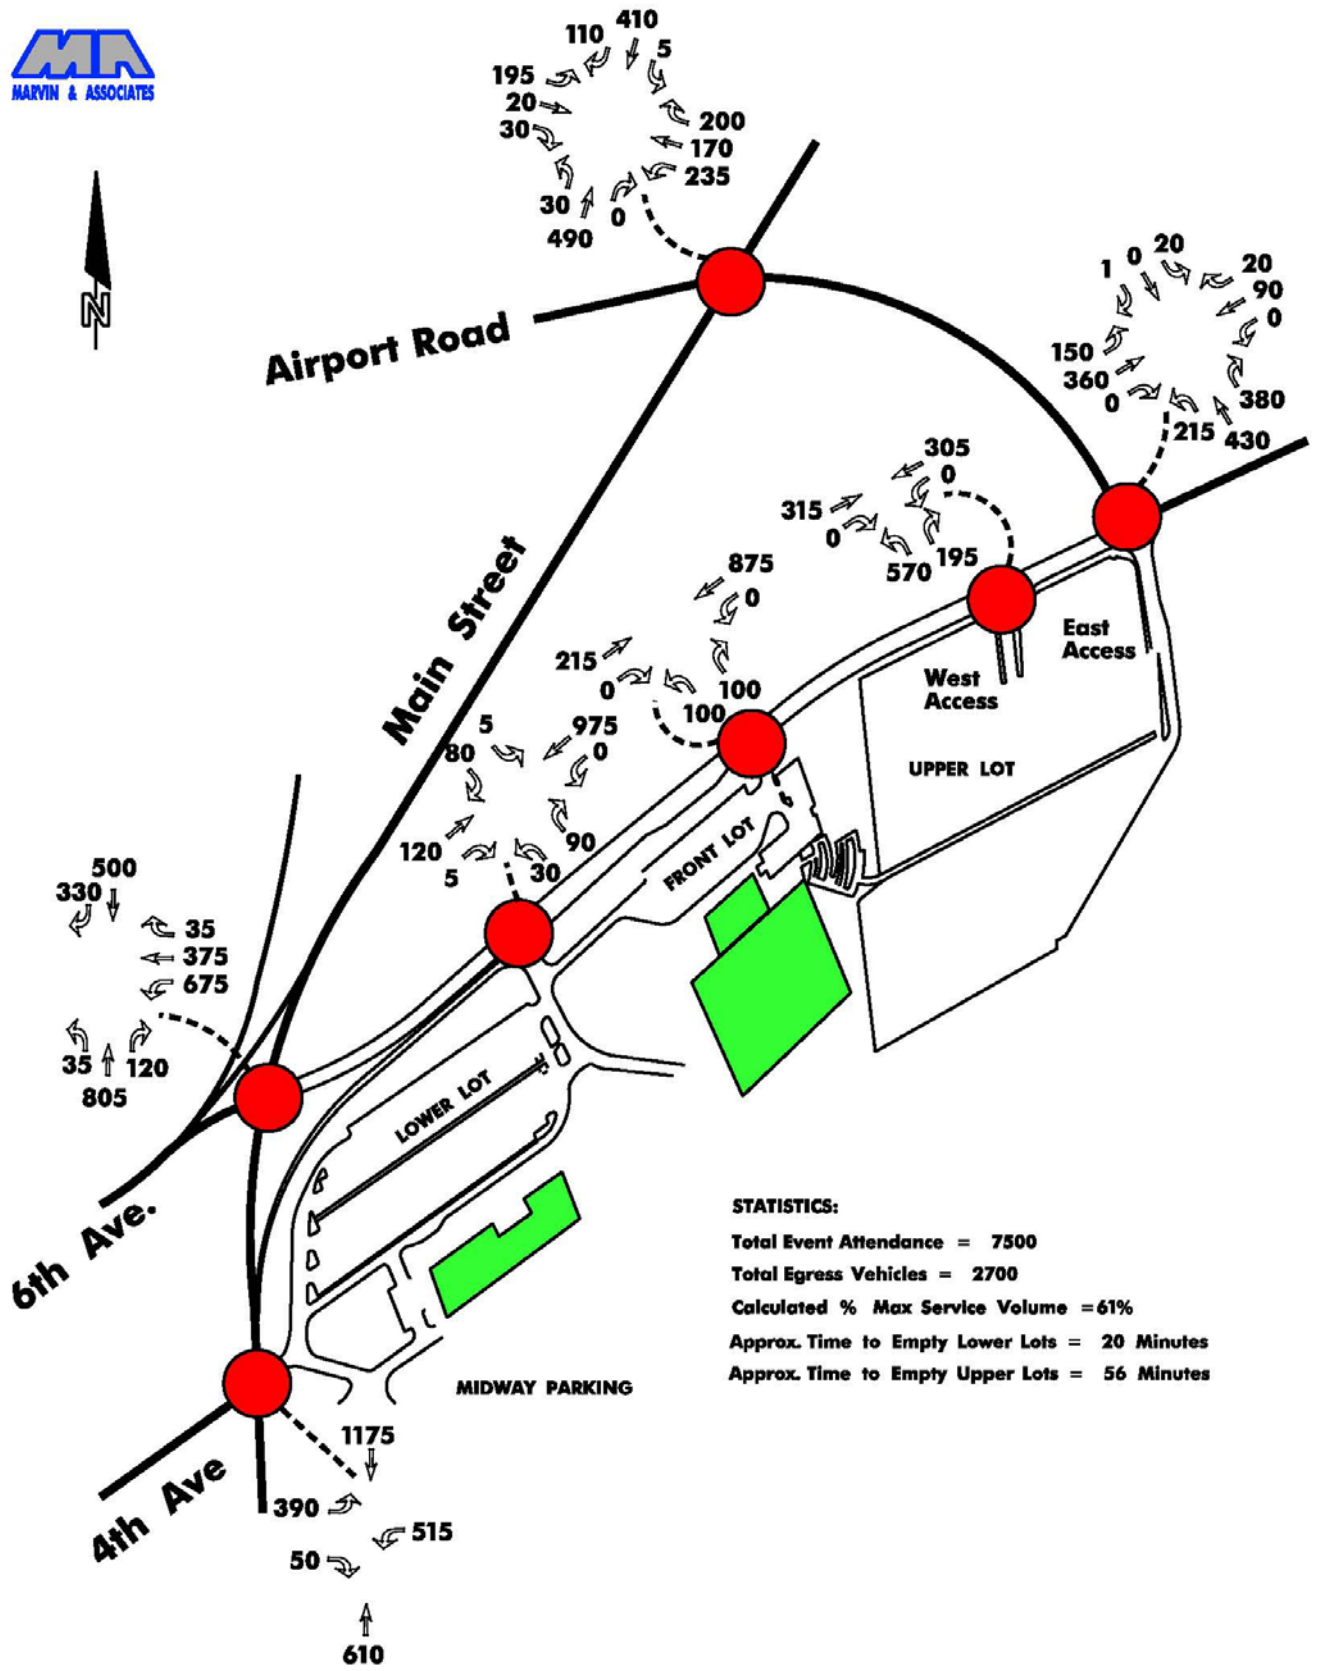 MA
MARVIN & ASSOCIATES
N
410
110
5
195
20
30
200
170
235
30
490
0
Airport Road
1
0
20
20
90
0
150
360
0
380
215
430
305
0
315
0
570
195
875
0
215
0
100
100
Main Street
5
80
975
0
120
5
90
30
East
Access
West
Access
UPPER LOT
FRONT LOT
500
330
35
375
675
35
805
120
LOWER LOT
6th Ave.
STATISTICS:
Total Event Attendance = 7500
Total Egress Vehicles = 2700
Calculated % Max Service Volume =61%
Approx. Time to Empty Lower Lots = 20 Minutes
Approx. Time to Empty Upper Lots = 56 Minutes
MIDWAY PARKING
4th Ave
1175
390
515
50
610